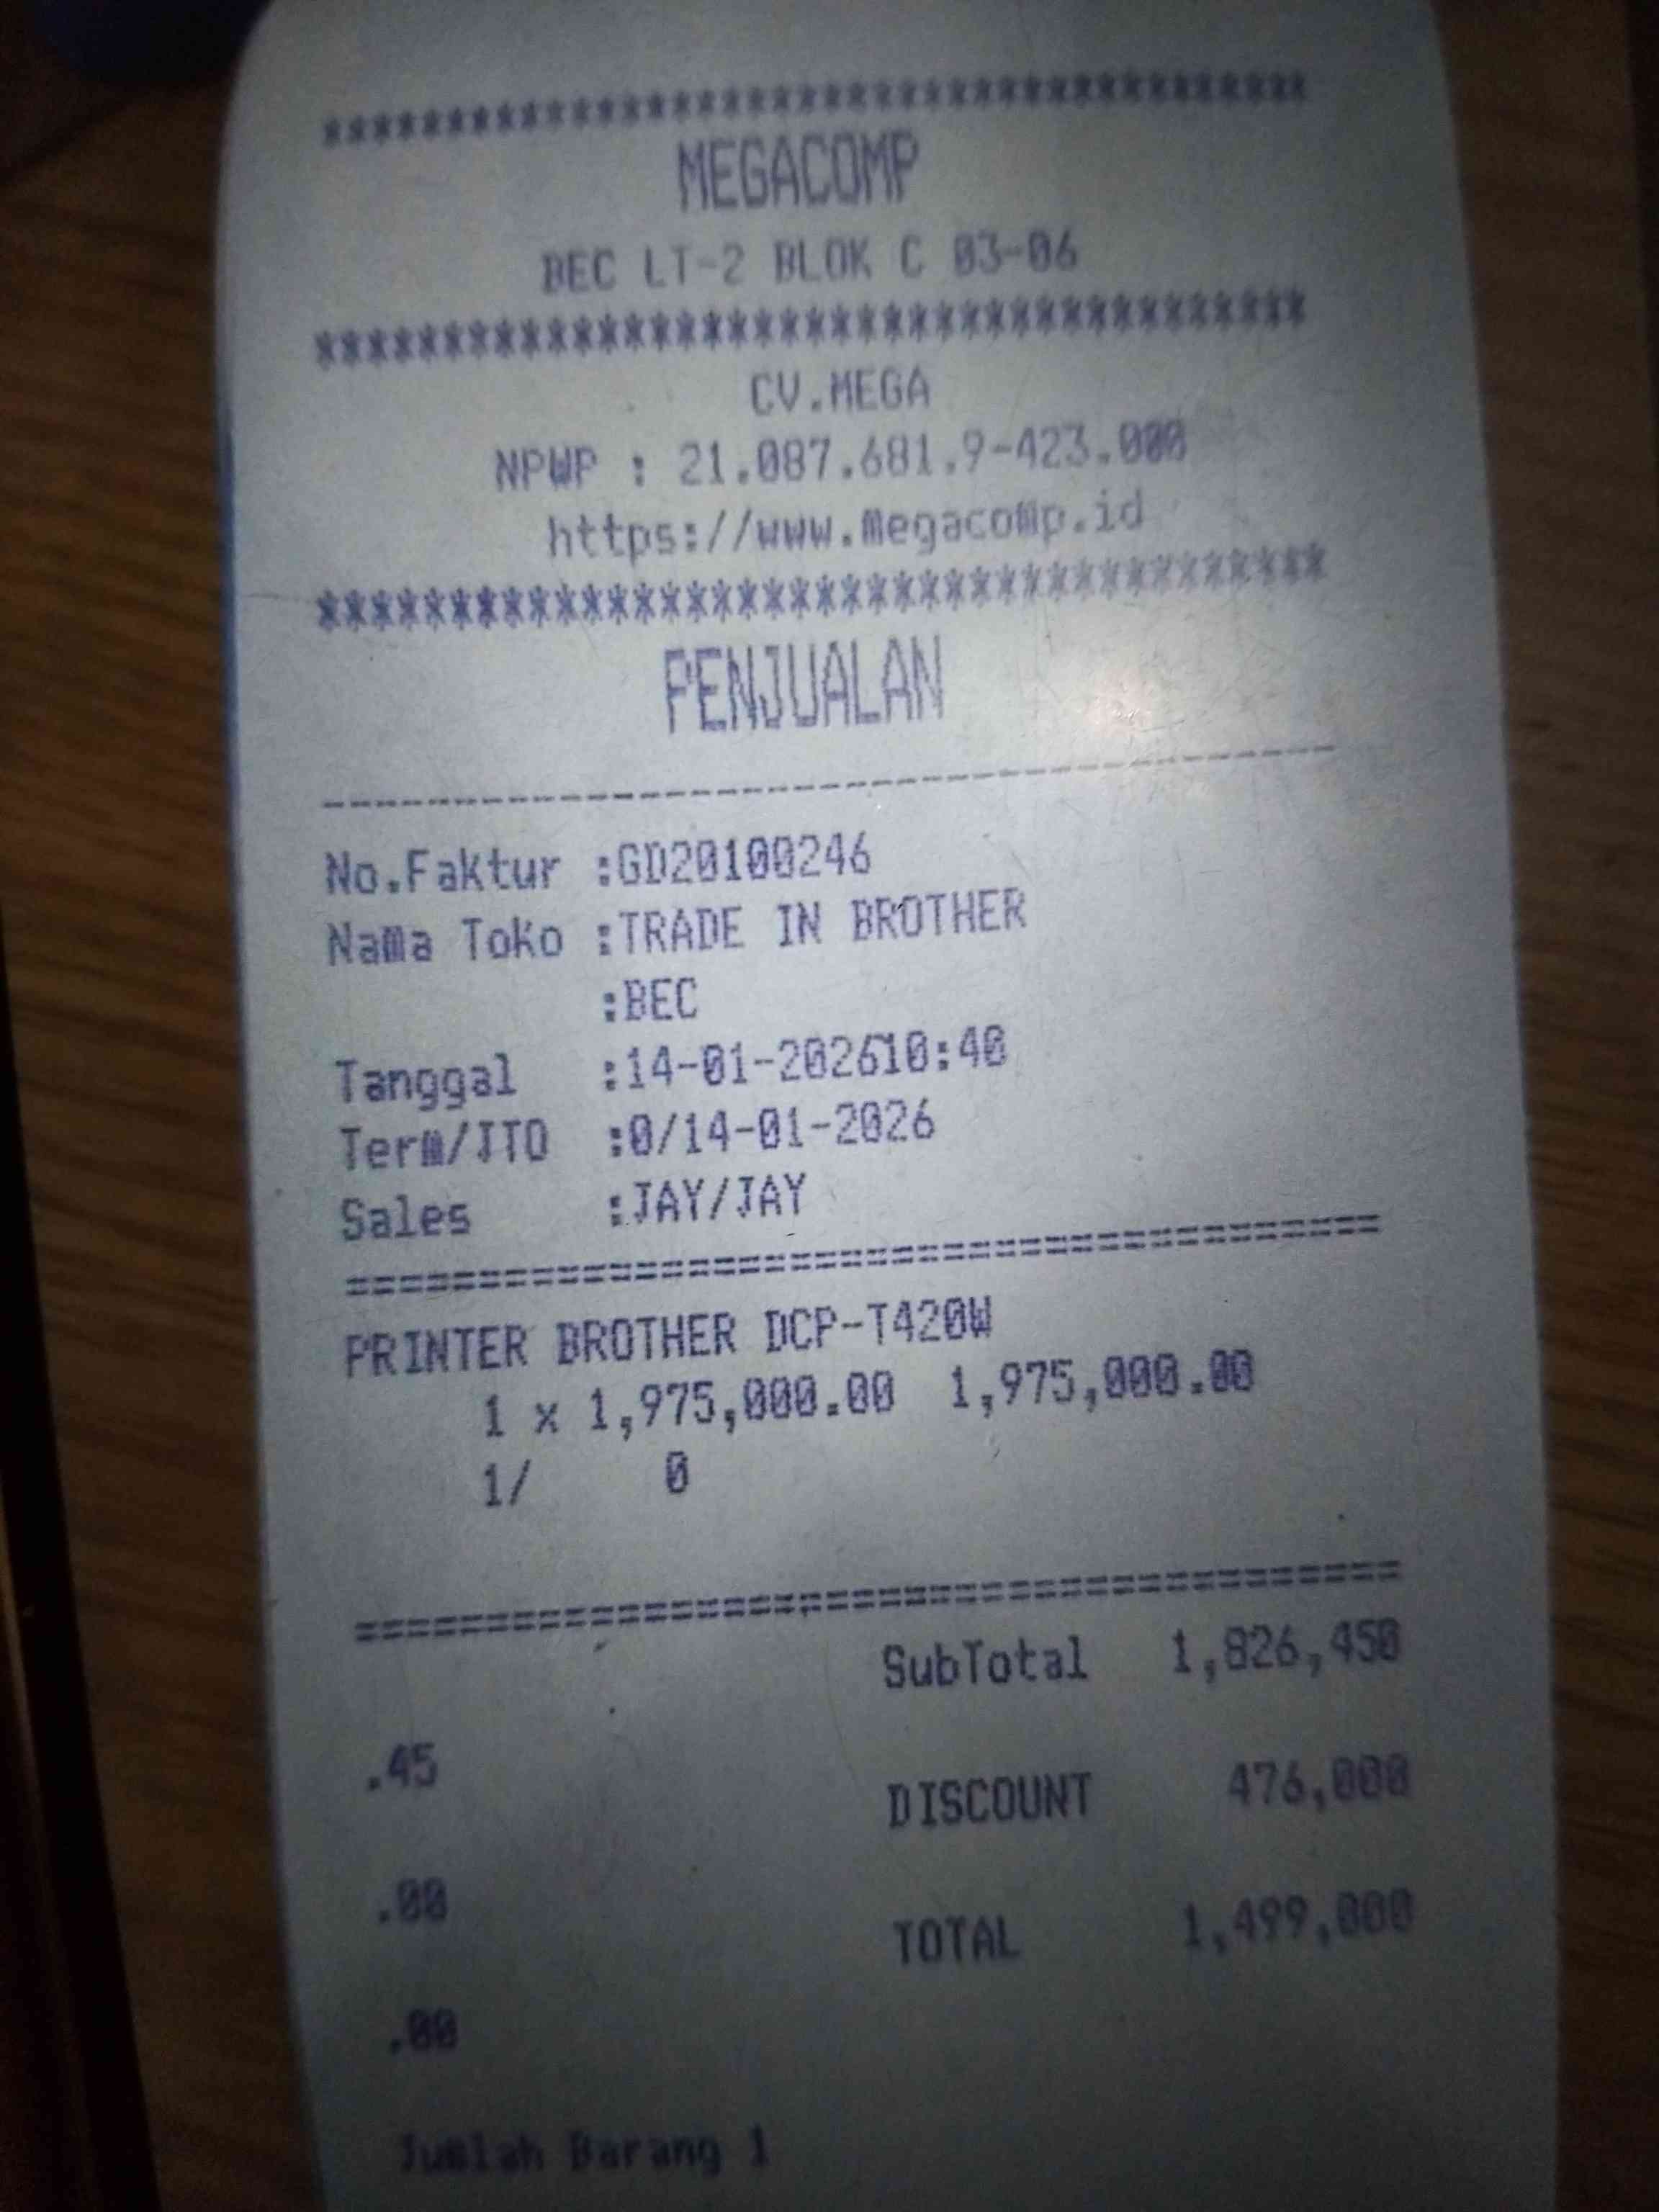 **************************************
MEGACOMP
BEC LT-2 BLOK C 03-06
**************************************
CV.MEGA
NPWP : 21.087.681.9-423.000
https://www.megacomp.id
**************************************
PENJUALAN
---------------------------------------
No.Faktur :GD20100246
Nama Toko :TRADE IN BROTHER
:BEC
Tanggal :14-01-202610:40
Term/JTO :0/14-01-2026
Sales :JAY/JAY
=======================================
PRINTER BROTHER DCP-T420W
1 x 1,975,000.00 1,975,000.00
1/ 0
=======================================
SubTotal 1,826,450
.45
DISCOUNT 476,000
.00
TOTAL 1,499,000
.00
Jumlah Barang 1